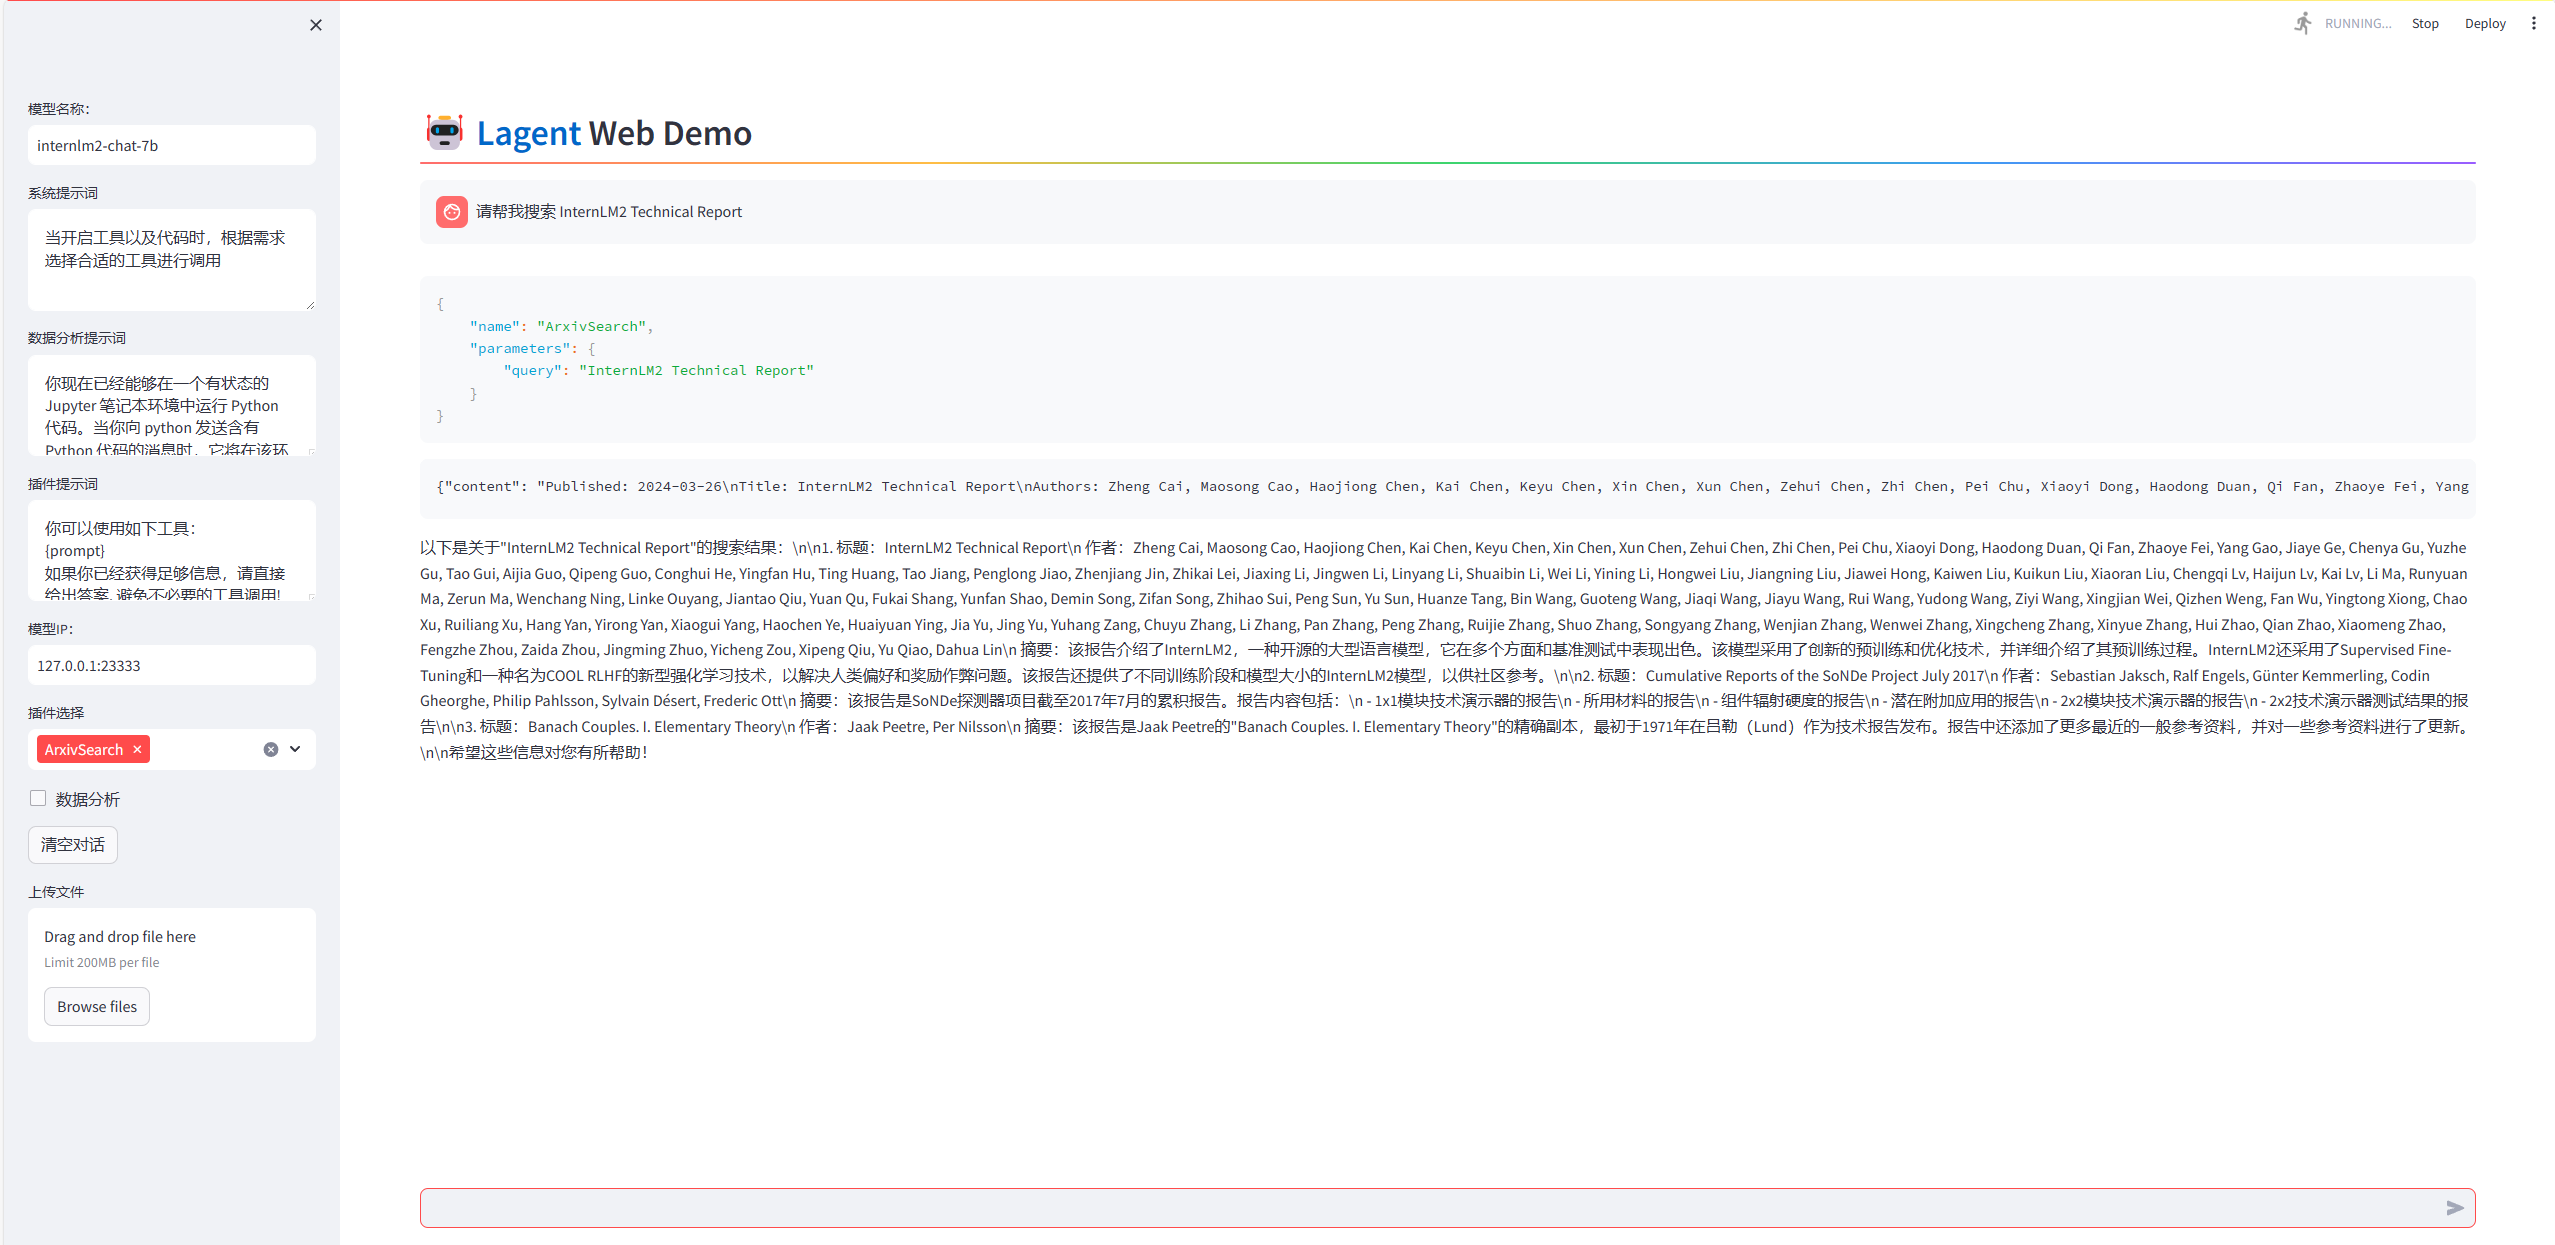 RUNNING...
Stop
Deploy
模型名称：
internlm2-chat-7b
系统提示词
当开启工具以及代码时，根据需求
选择合适的工具进行调用
数据分析提示词
你现在已经能够在一个有状态的
Jupyter 笔记本环境中运行 Python
代码。当你向 python 发送含有
Python 代码的消息时，它将在该环
插件提示词
你可以使用如下工具：
{prompt}
如果你已经获得足够信息，请直接
给出答案. 避免不必要的工具调用!
模型IP：
127.0.0.1:23333
插件选择
ArxivSearch
数据分析
清空对话
上传文件
Drag and drop file here
Limit 200MB per file
Browse files
Lagent Web Demo
请帮我搜索 InternLM2 Technical Report
{
"name": "ArxivSearch",
"parameters": {
"query": "InternLM2 Technical Report"
}
}
{"content": "Published: 2024-03-26\nTitle: InternLM2 Technical Report\nAuthors: Zheng Cai, Maosong Cao, Haojiong Chen, Kai Chen, Keyu Chen, Xin Chen, Xun Chen, Zehui Chen, Zhi Chen, Pei Chu, Xiaoyi Dong, Haodong Duan, Qi Fan, Zhaoye Fei, Yang
以下是关于"InternLM2 Technical Report"的搜索结果：\n\n1. 标题：InternLM2 Technical Report\n 作者：Zheng Cai, Maosong Cao, Haojiong Chen, Kai Chen, Keyu Chen, Xin Chen, Xun Chen, Zehui Chen, Zhi Chen, Pei Chu, Xiaoyi Dong, Haodong Duan, Qi Fan, Zhaoye Fei, Yang Gao, Jiaye Ge, Chenya Gu, Yuzhe
Gu, Tao Gui, Aijia Guo, Qipeng Guo, Conghui He, Yingfan Hu, Ting Huang, Tao Jiang, Penglong Jiao, Zhenjiang Jin, Zhikai Lei, Jiaxing Li, Jingwen Li, Linyang Li, Shuaibin Li, Wei Li, Yining Li, Hongwei Liu, Jiangning Liu, Jiawei Hong, Kaiwen Liu, Kuikun Liu, Xiaoran Liu, Chengqi Lv, Haijun Lv, Kai Lv, Li Ma, Runyuan
Ma, Zerun Ma, Wenchang Ning, Linke Ouyang, Jiantao Qiu, Yuan Qu, Fukai Shang, Yunfan Shao, Demin Song, Zifan Song, Zhihao Sui, Peng Sun, Yu Sun, Huanze Tang, Bin Wang, Guoteng Wang, Jiaqi Wang, Jiayu Wang, Rui Wang, Yudong Wang, Ziyi Wang, Xingjian Wei, Qizhen Weng, Fan Wu, Yingtong Xiong, Chao
Xu, Ruiliang Xu, Hang Yan, Yirong Yan, Xiaogui Yang, Haochen Ye, Huaiyuan Ying, Jia Yu, Jing Yu, Yuhang Zang, Chuyu Zhang, Li Zhang, Pan Zhang, Peng Zhang, Ruijie Zhang, Shuo Zhang, Songyang Zhang, Wenjian Zhang, Wenwei Zhang, Xingcheng Zhang, Xinyue Zhang, Hui Zhao, Qian Zhao, Xiaomeng Zhao,
Fengzhe Zhou, Zaida Zhou, Jingming Zhuo, Yicheng Zou, Xipeng Qiu, Yu Qiao, Dahua Lin\n 摘要：该报告介绍了InternLM2，一种开源的大型语言模型，它在多个方面和基准测试中表现出色。该模型采用了创新的预训练和优化技术，并详细介绍了其预训练过程。InternLM2还采用了Supervised Fine-
Tuning和一种名为COOL RLHF的新型强化学习技术，以解决人类偏好和奖励作弊问题。该报告还提供了不同训练阶段和模型大小的InternLM2模型，以供社区参考。\n\n2. 标题：Cumulative Reports of the SoNDe Project July 2017\n 作者：Sebastian Jaksch, Ralf Engels, Günter Kemmerling, Codin
Gheorghe, Philip Pahlsson, Sylvain Désert, Frederic Ott\n 摘要：该报告是SoNDe探测器项目截至2017年7月的累积报告。报告内容包括：\n - 1x1模块技术演示器的报告\n - 所用材料的报告\n - 组件辐射硬度的报告\n - 潜在附加应用的报告\n - 2x2模块技术演示器的报告\n - 2x2技术演示器测试结果的报
告\n\n3. 标题：Banach Couples. I. Elementary Theory\n 作者：Jaak Peetre, Per Nilsson\n 摘要：该报告是Jaak Peetre的"Banach Couples. I. Elementary Theory"的精确副本，最初于1971年在吕勒（Lund）作为技术报告发布。报告中还添加了更多最近的一般参考资料，并对一些参考资料进行了更新。
\n\n希望这些信息对您有所帮助！